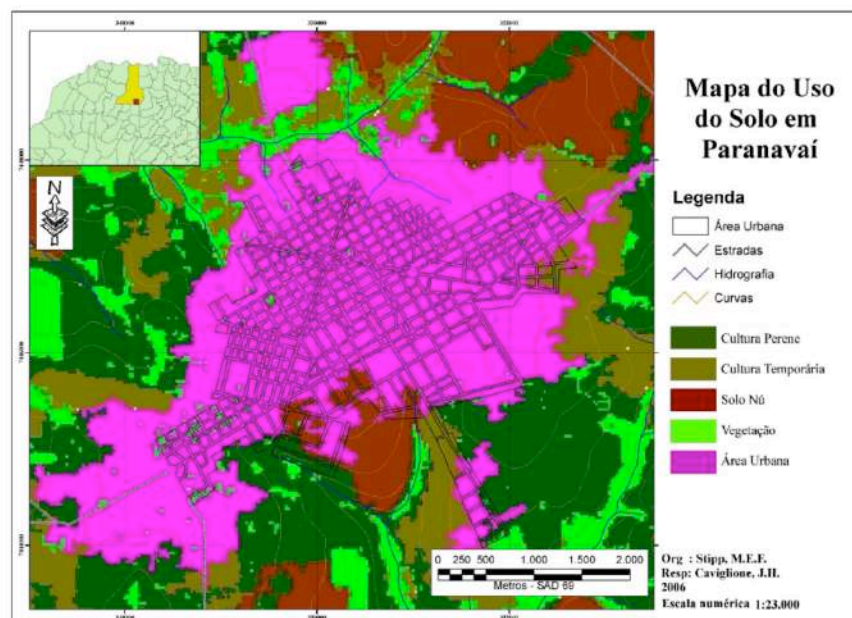 Mapa do Uso
do Solo em
Paranavaí
N
Legenda
Área Urbana
Estradas
Hidrografia
Curvas
Cultura Perene
Cultura Temporária
Solo Nú
Vegetação
Área Urbana
0 250 500 1.000 1.500 2.000
Metros - SAD 69
Org : Stipp, M.E.F.
Resp: Caviglione, J.H.
2006
Escala numérica 1:23.000